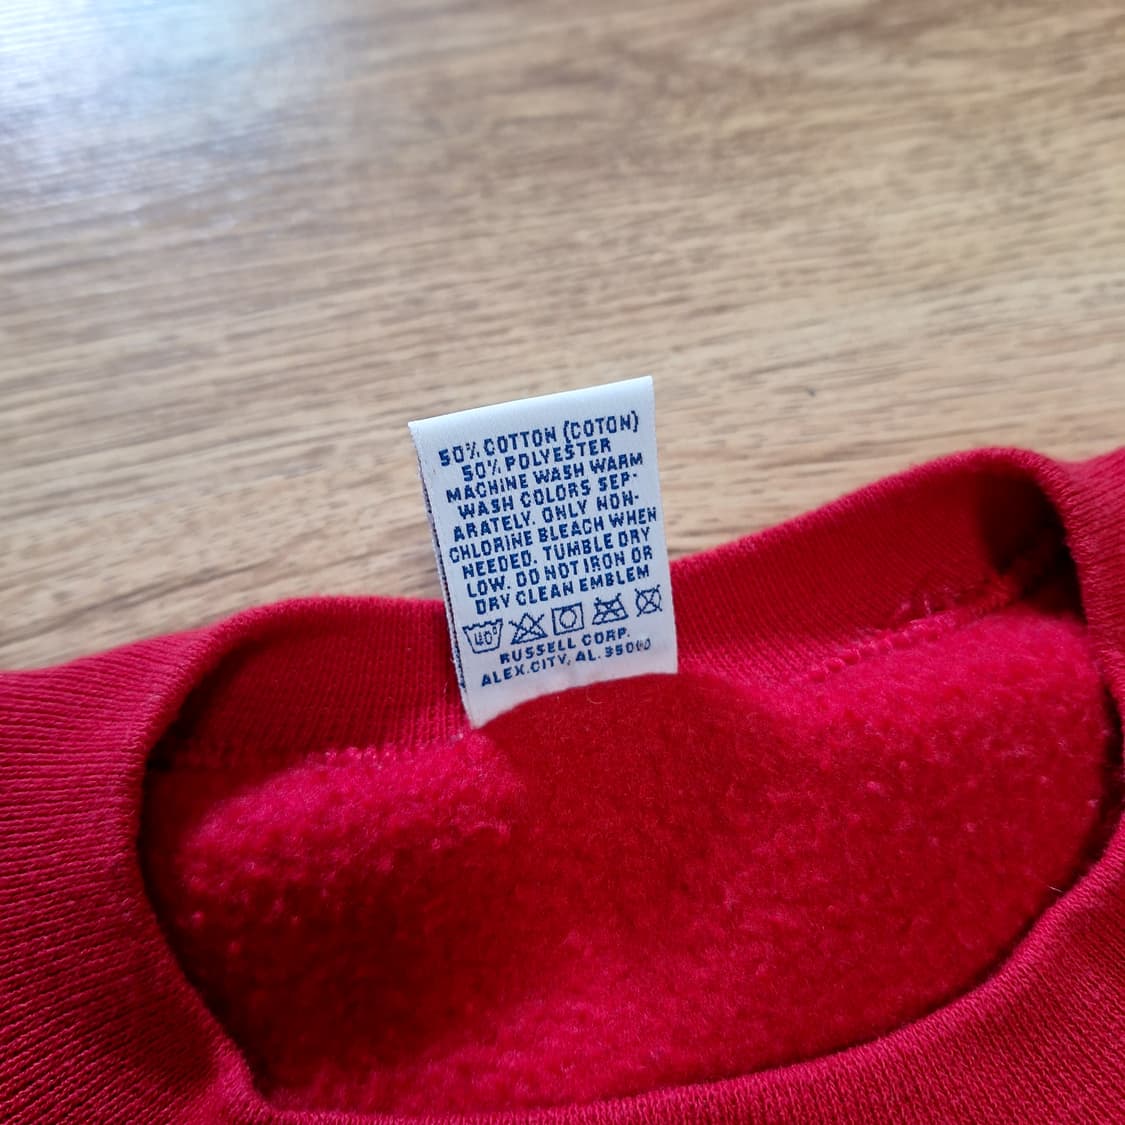 50% COTTON (COTON)
50% POLYESTER
MACHINE WASH WARM
WASH COLORS SEP-
ARATELY. ONLY NON-
CHLORINE BLEACH WHEN
NEEDED. TUMBLE DRY
LOW. DO NOT IRON OR
DRY CLEAN EMBLEM
40°
RUSSELL CORP.
ALEX.CITY, AL.